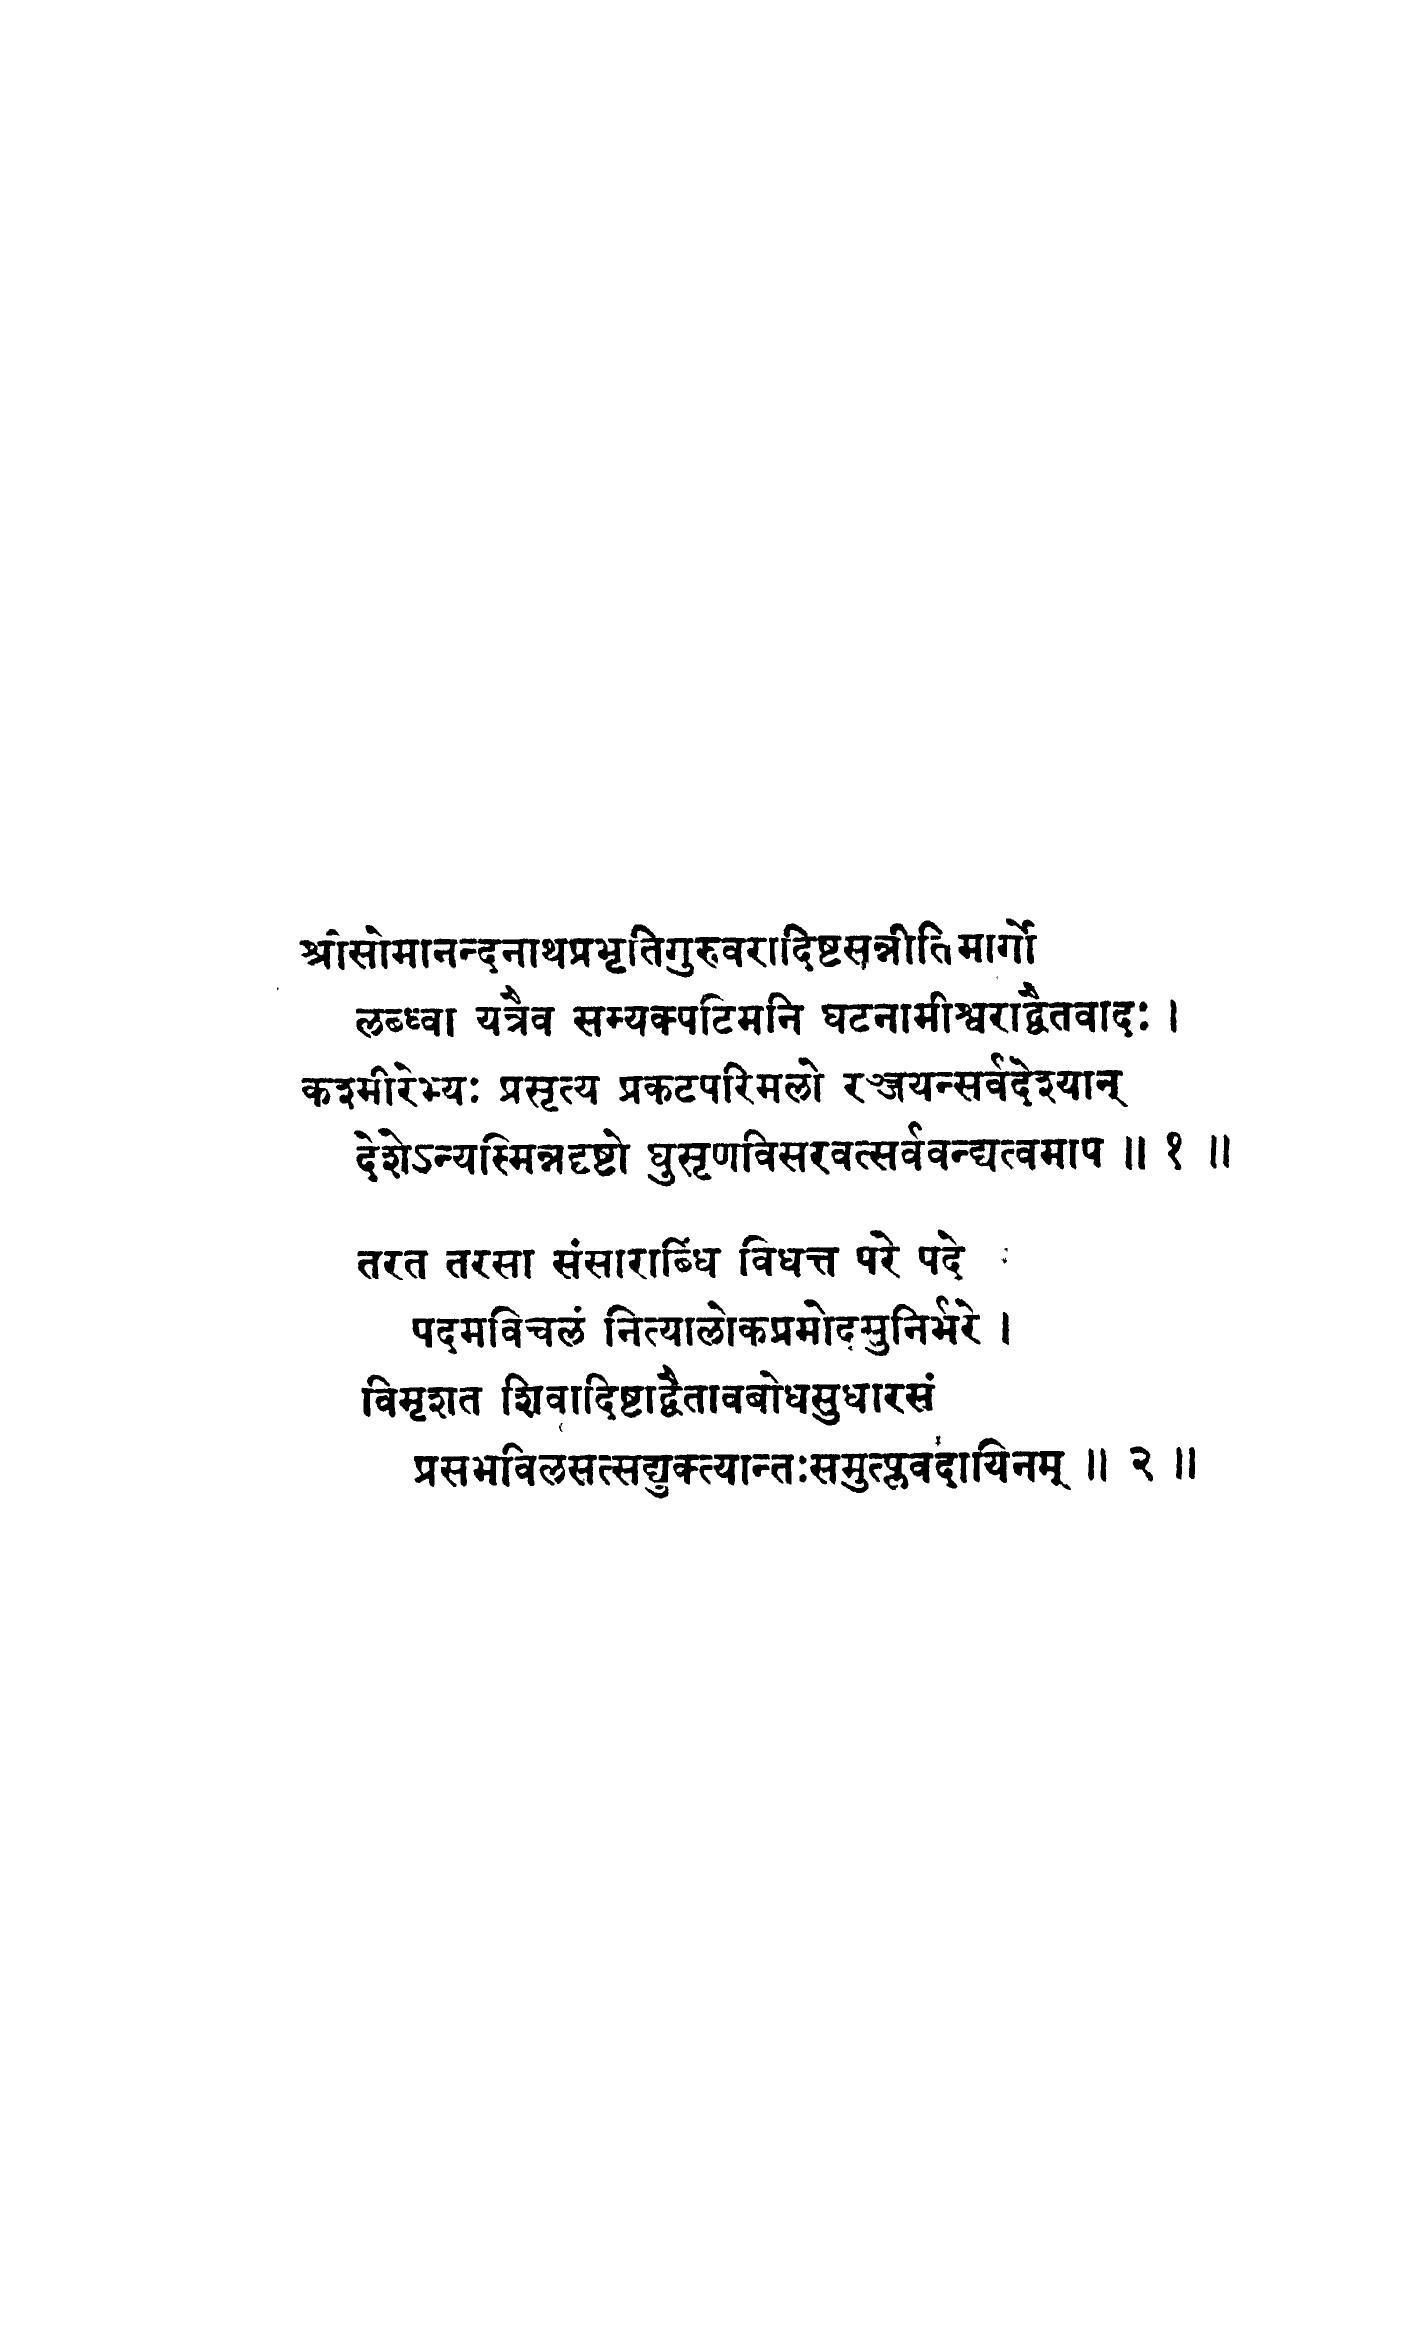 श्रीसोमानन्दनाथप्रभृतिगुरुवरादिष्टसन्नीतिमार्गो
लब्ध्वा यत्रैव सम्यक्पटिमनि घटनामीश्वराद्वैतवादः ।
कश्मीरेभ्यः प्रसृत्य प्रकटपरिमलो रञ्जयन्सर्वदेश्यान्
देशेऽन्यस्मिन्नदृष्टो घुसृणविसरवत्सर्ववन्द्यत्वमाप ॥ १ ॥
तरत तरसा संसाराब्धिं विधत्त परे पदे
पदमविचलं नित्यालोकप्रमोदमुनिर्भरे ।
विमृशत शिवादिष्टाद्वैतावबोधसुधारसं
प्रसभविलसत्सद्युक्त्यान्तःसमुत्प्लवदायिनम् ॥ २ ॥